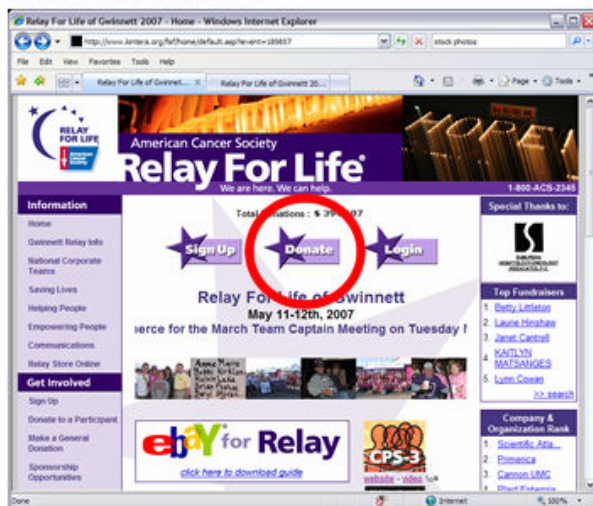 Relay For Life of Gwinnett 2007 - Home - Windows Internet Explorer
stock photos
File Edit View Favorites Tools Help
Relay For Life of Gwinnet... Relay For Life of Gwinnett 20...
Page Tools
RELAY
FOR LIFE
American
Cancer
Society
HOPE
American Cancer Society
Relay For Life®
We are here. We can help.
1-800-ACS-2345
Information
Home
Gwinnett Relay Info
National Corporate
Teams
Saving Lives
Helping People
Empowering People
Communications
Relay Store Online
Get Involved
Sign Up
Donate to a Participant
Make a General
Donation
Sponsorship
Opportunities
Total Donations : $
Sign Up Donate Login
Relay For Life of Gwinnett
May 11-12th, 2007
erce for the March Team Captain Meeting on Tuesday
ebY for Relay
click here to download guide
CPS-3
website - video
Special Thanks to:
Top Fundraisers
1. Betty Littleton
2. Laurie Hinshaw
3. Janet Cantrell
4. KAITLYN
MATSANGES
5. Lynn Cowan
>> search
Company &
Organization Rank
1. Scientific Atla...
2. Primerica
3. Cannon UMC
4.
Done
Internet
100%